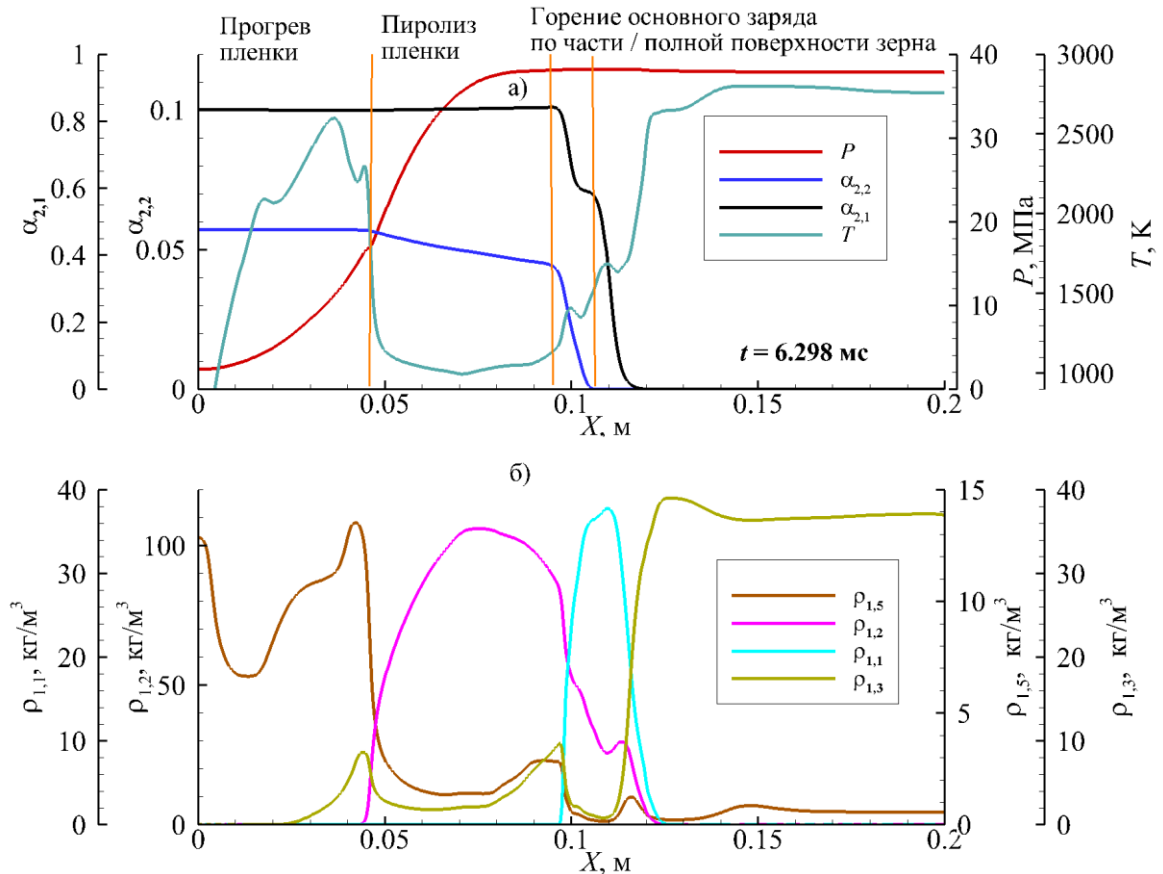 Прогрев пленки
Пиролиз пленки
Горение основного заряда
по части / полной поверхности зерна
а)
1
0.8
0.6
0.4
0.2
0
α2,1
0.1
0.05
0
α2,2
40
30
20
10
0
P, МПа
3000
2500
2000
1500
1000
T, K
P
α2,2
α2,1
T
t = 6.298 мс
0
0.05
0.1
0.15
0.2
X, м
б)
40
30
20
10
0
ρ1,1, кг/м³
100
50
0
ρ1,2, кг/м³
15
10
5
0
ρ1,5, кг/м³
40
30
20
10
0
ρ1,3, кг/м³
ρ1,5
ρ1,2
ρ1,1
ρ1,3
0
0.05
0.1
0.15
0.2
X, м